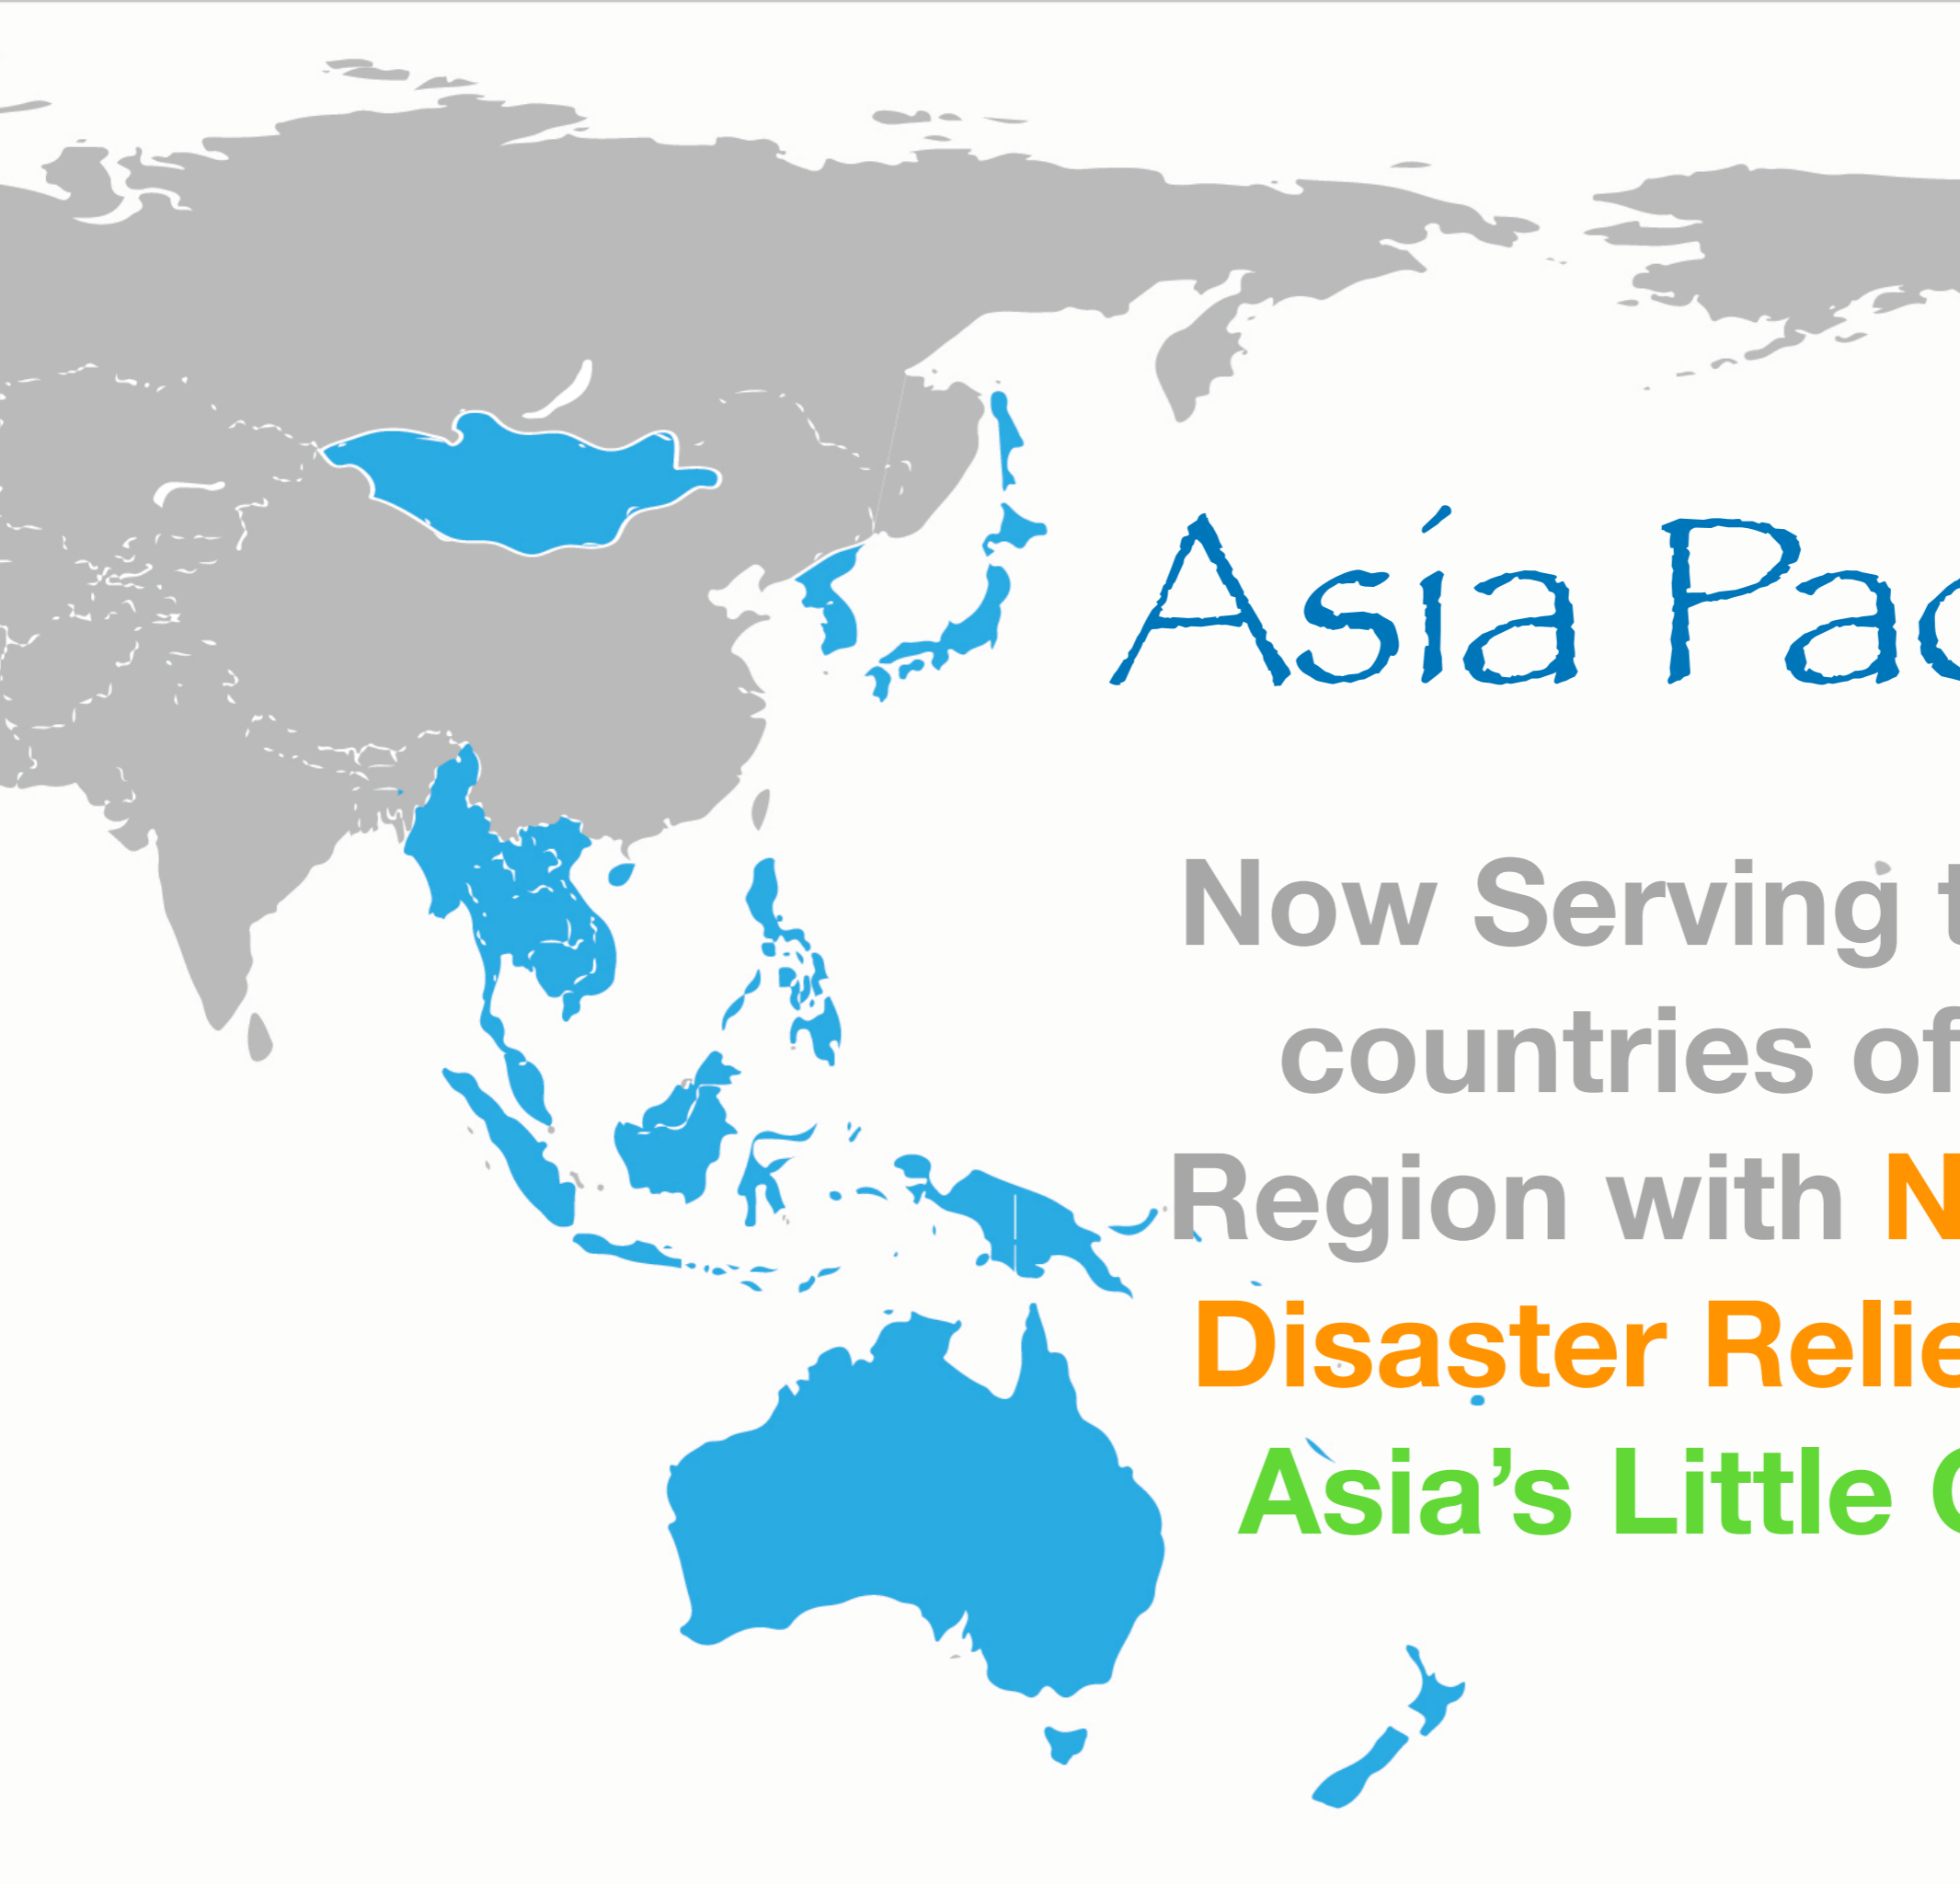 Asia Pac
Now Serving t
countries of
Region with N
Disaster Relie
Asia's Little